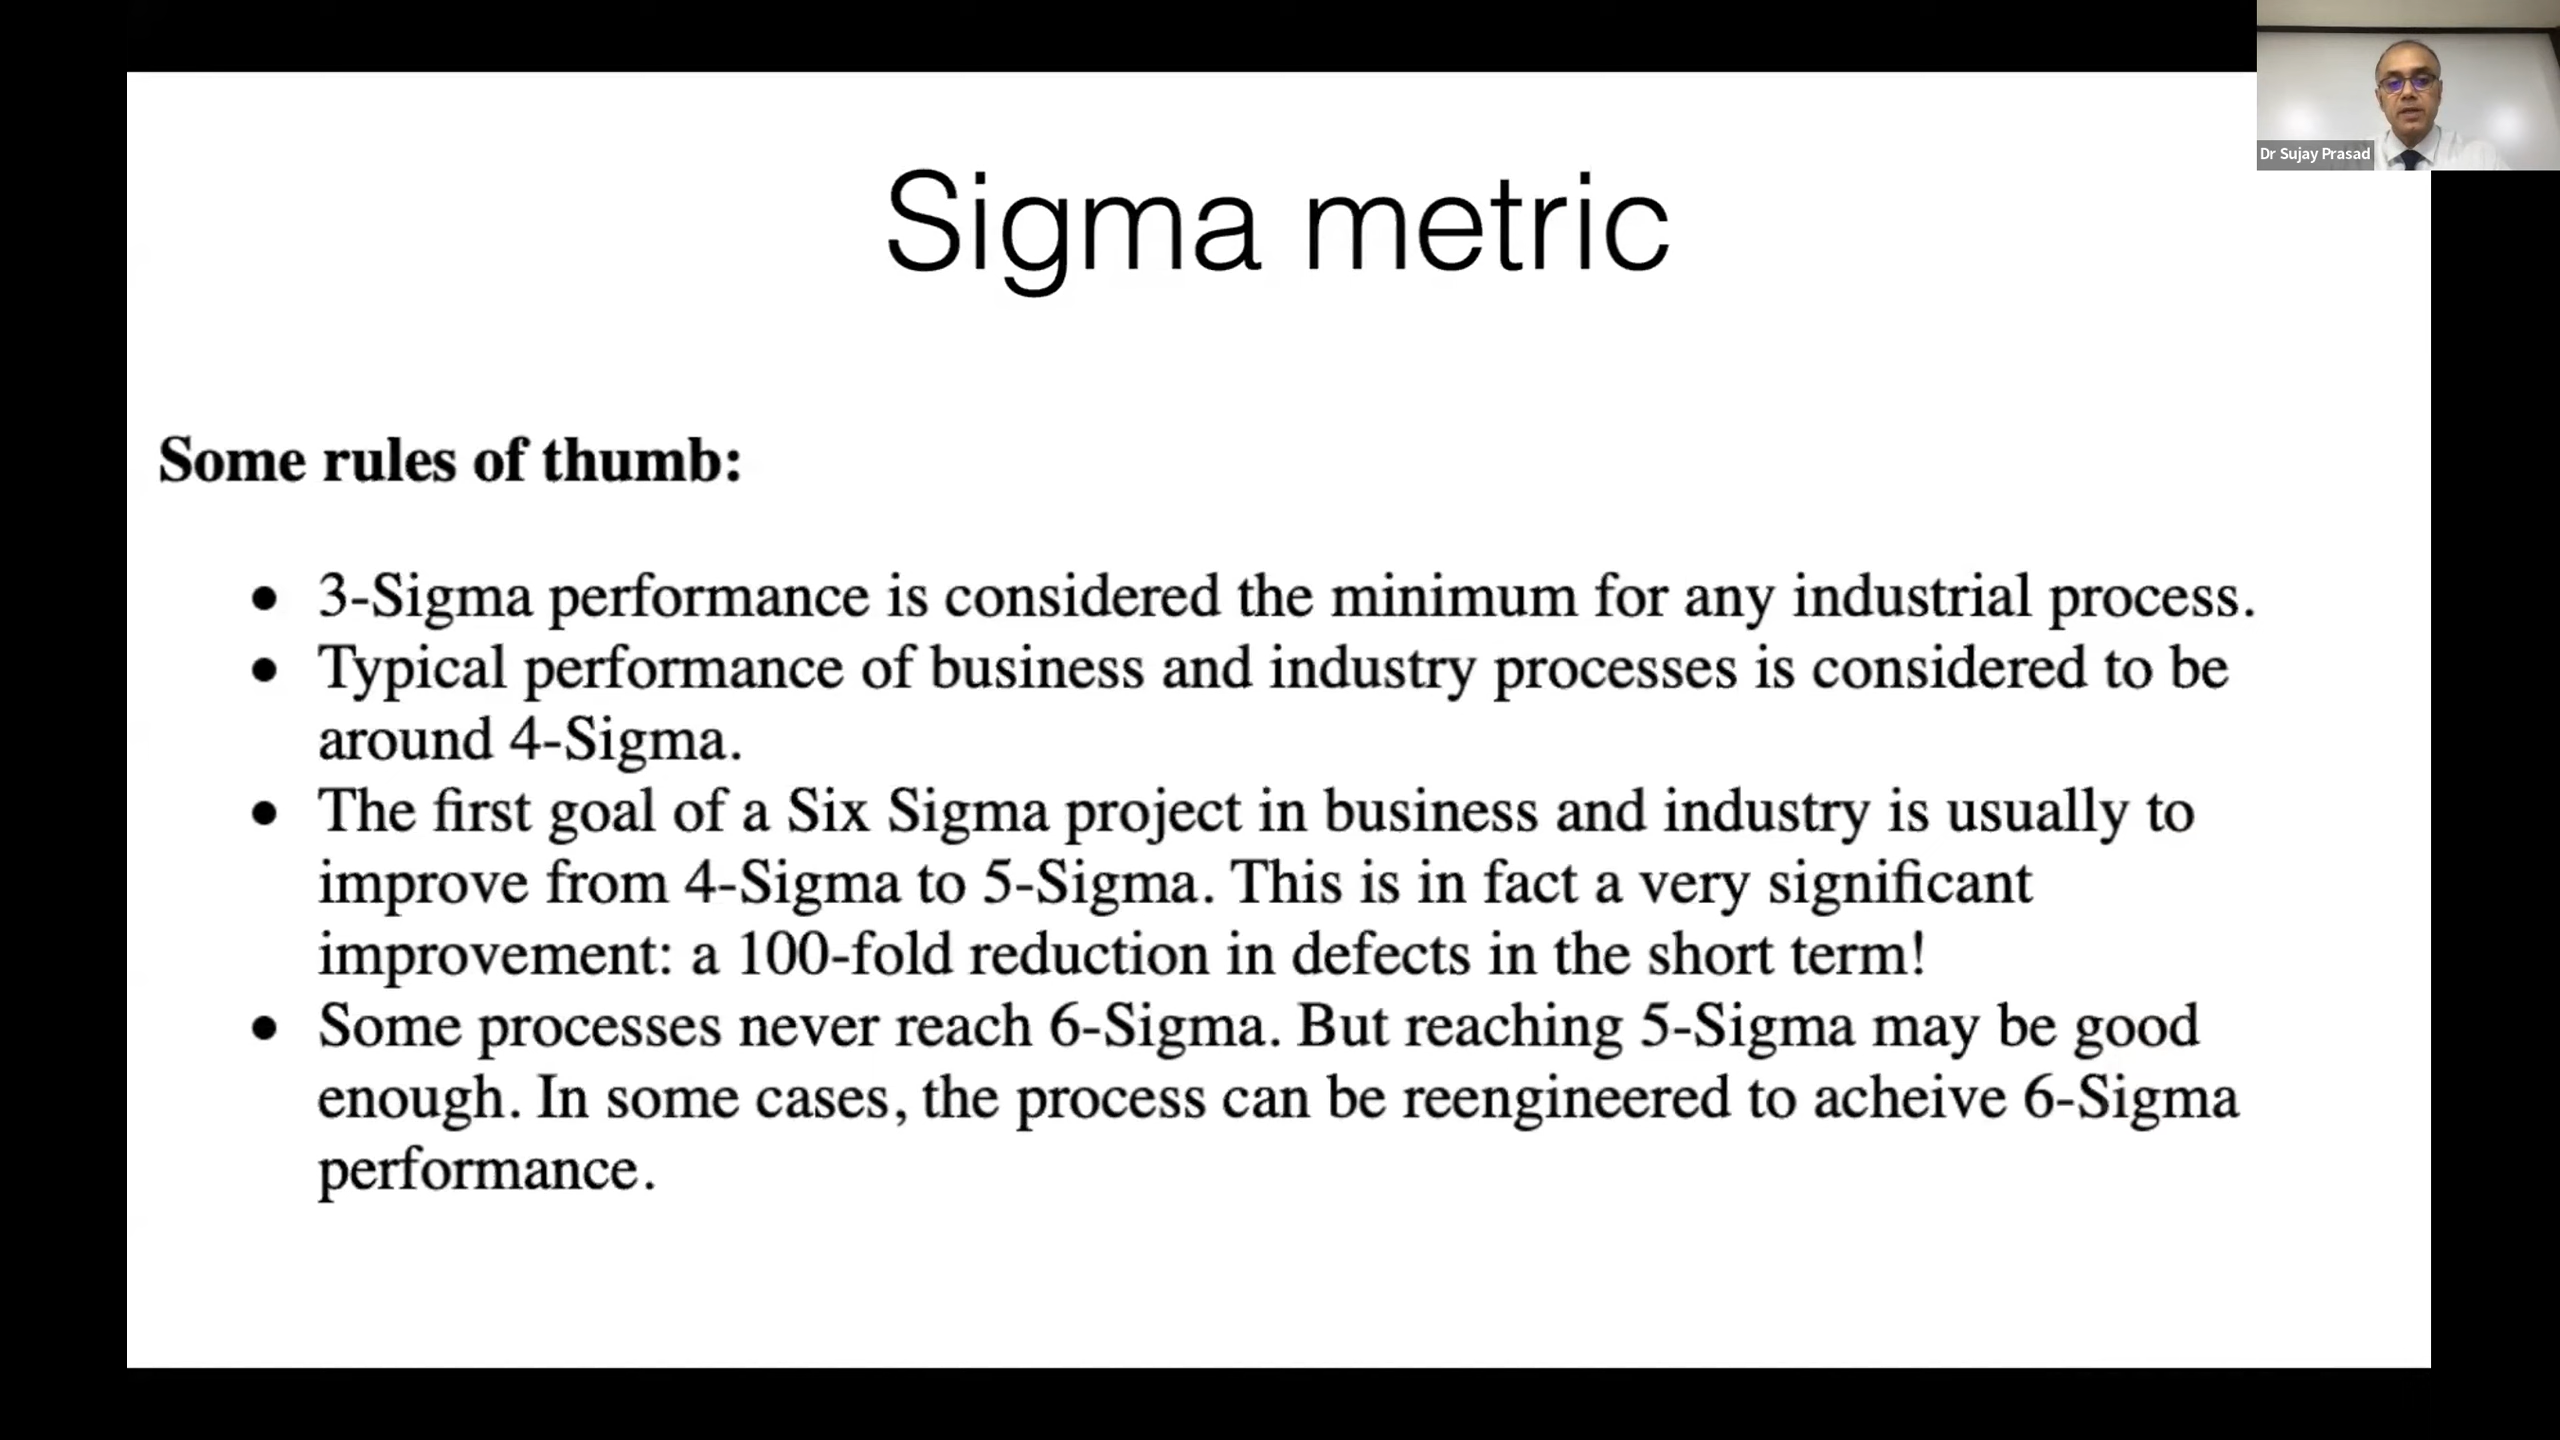 Dr Sujay Prasad
Sigma metric
Some rules of thumb:
● 3-Sigma performance is considered the minimum for any industrial process.
● Typical performance of business and industry processes is considered to be
around 4-Sigma.
● The first goal of a Six Sigma project in business and industry is usually to
improve from 4-Sigma to 5-Sigma. This is in fact a very significant
improvement: a 100-fold reduction in defects in the short term!
● Some processes never reach 6-Sigma. But reaching 5-Sigma may be good
enough. In some cases, the process can be reengineered to acheive 6-Sigma
performance.